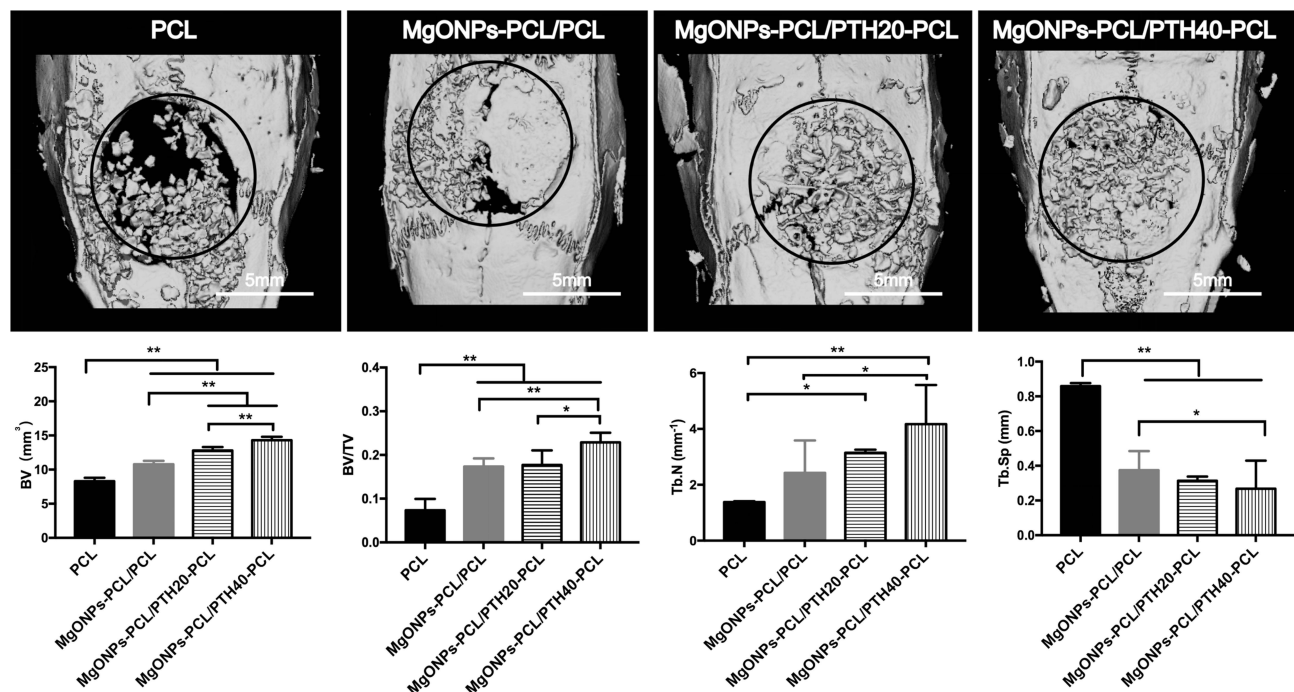 PCL
MgONPs-PCL/PCL
MgONPs-PCL/PTH20-PCL
MgONPs-PCL/PTH40-PCL
5mm
5mm
5mm
5mm
25
20
15
10
5
0
BV (mm³)
**
**
**
PCL
MgONPs-PCL/PCL
MgONPs-PCL/PTH20-PCL
MgONPs-PCL/PTH40-PCL
0.4
0.3
0.2
0.1
0.0
BV/TV
**
**
*
PCL
MgONPs-PCL/PCL
MgONPs-PCL/PTH20-PCL
MgONPs-PCL/PTH40-PCL
6
4
2
0
Tb.N (mm⁻¹)
**
*
*
PCL
MgONPs-PCL/PCL
MgONPs-PCL/PTH20-PCL
MgONPs-PCL/PTH40-PCL
1.0
0.8
0.6
0.4
0.2
0.0
Tb.Sp (mm)
**
*
PCL
MgONPs-PCL/PCL
MgONPs-PCL/PTH20-PCL
MgONPs-PCL/PTH40-PCL